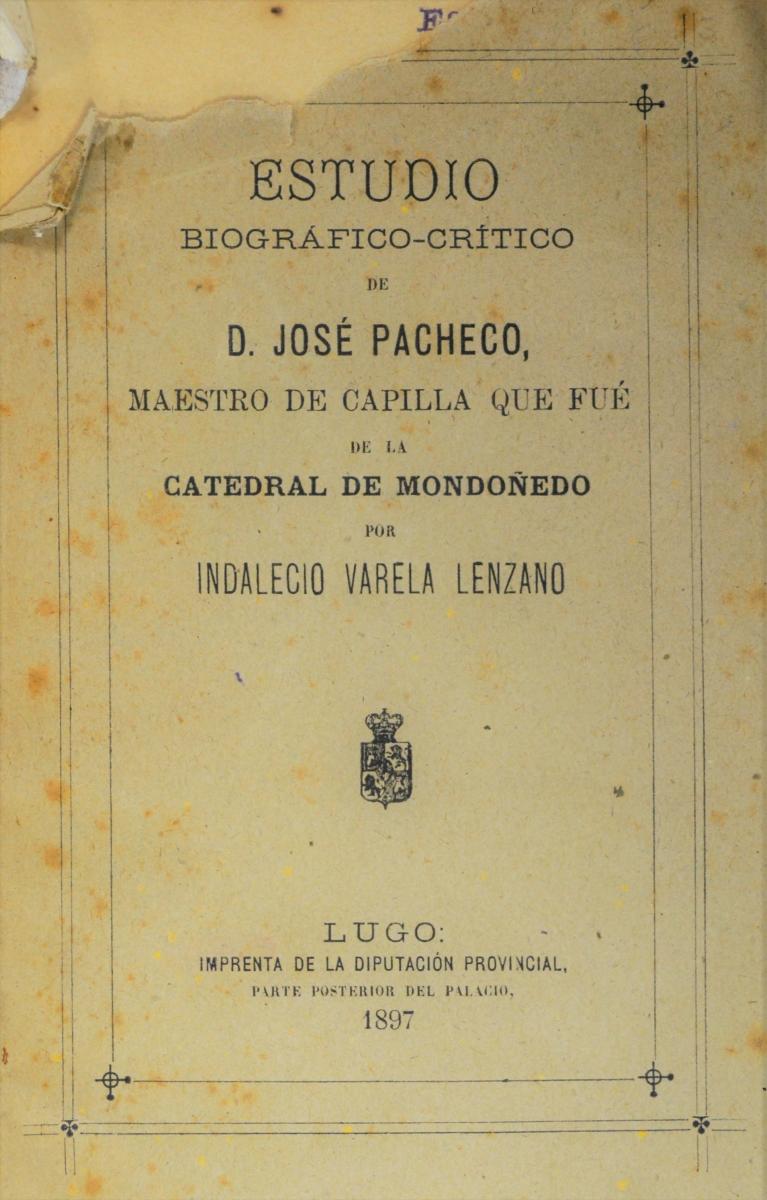 ESTUDIO
BIOGRÁFICO-CRÍTICO
DE
D. JOSÉ PACHECO,
MAESTRO DE CAPILLA QUE FUÉ
DE LA
CATEDRAL DE MONDOÑEDO
POR
INDALECIO VARELA LENZANO
LUGO:
IMPRENTA DE LA DIPUTACIÓN PROVINCIAL,
PARTE POSTERIOR DEL PALACIO,
1897